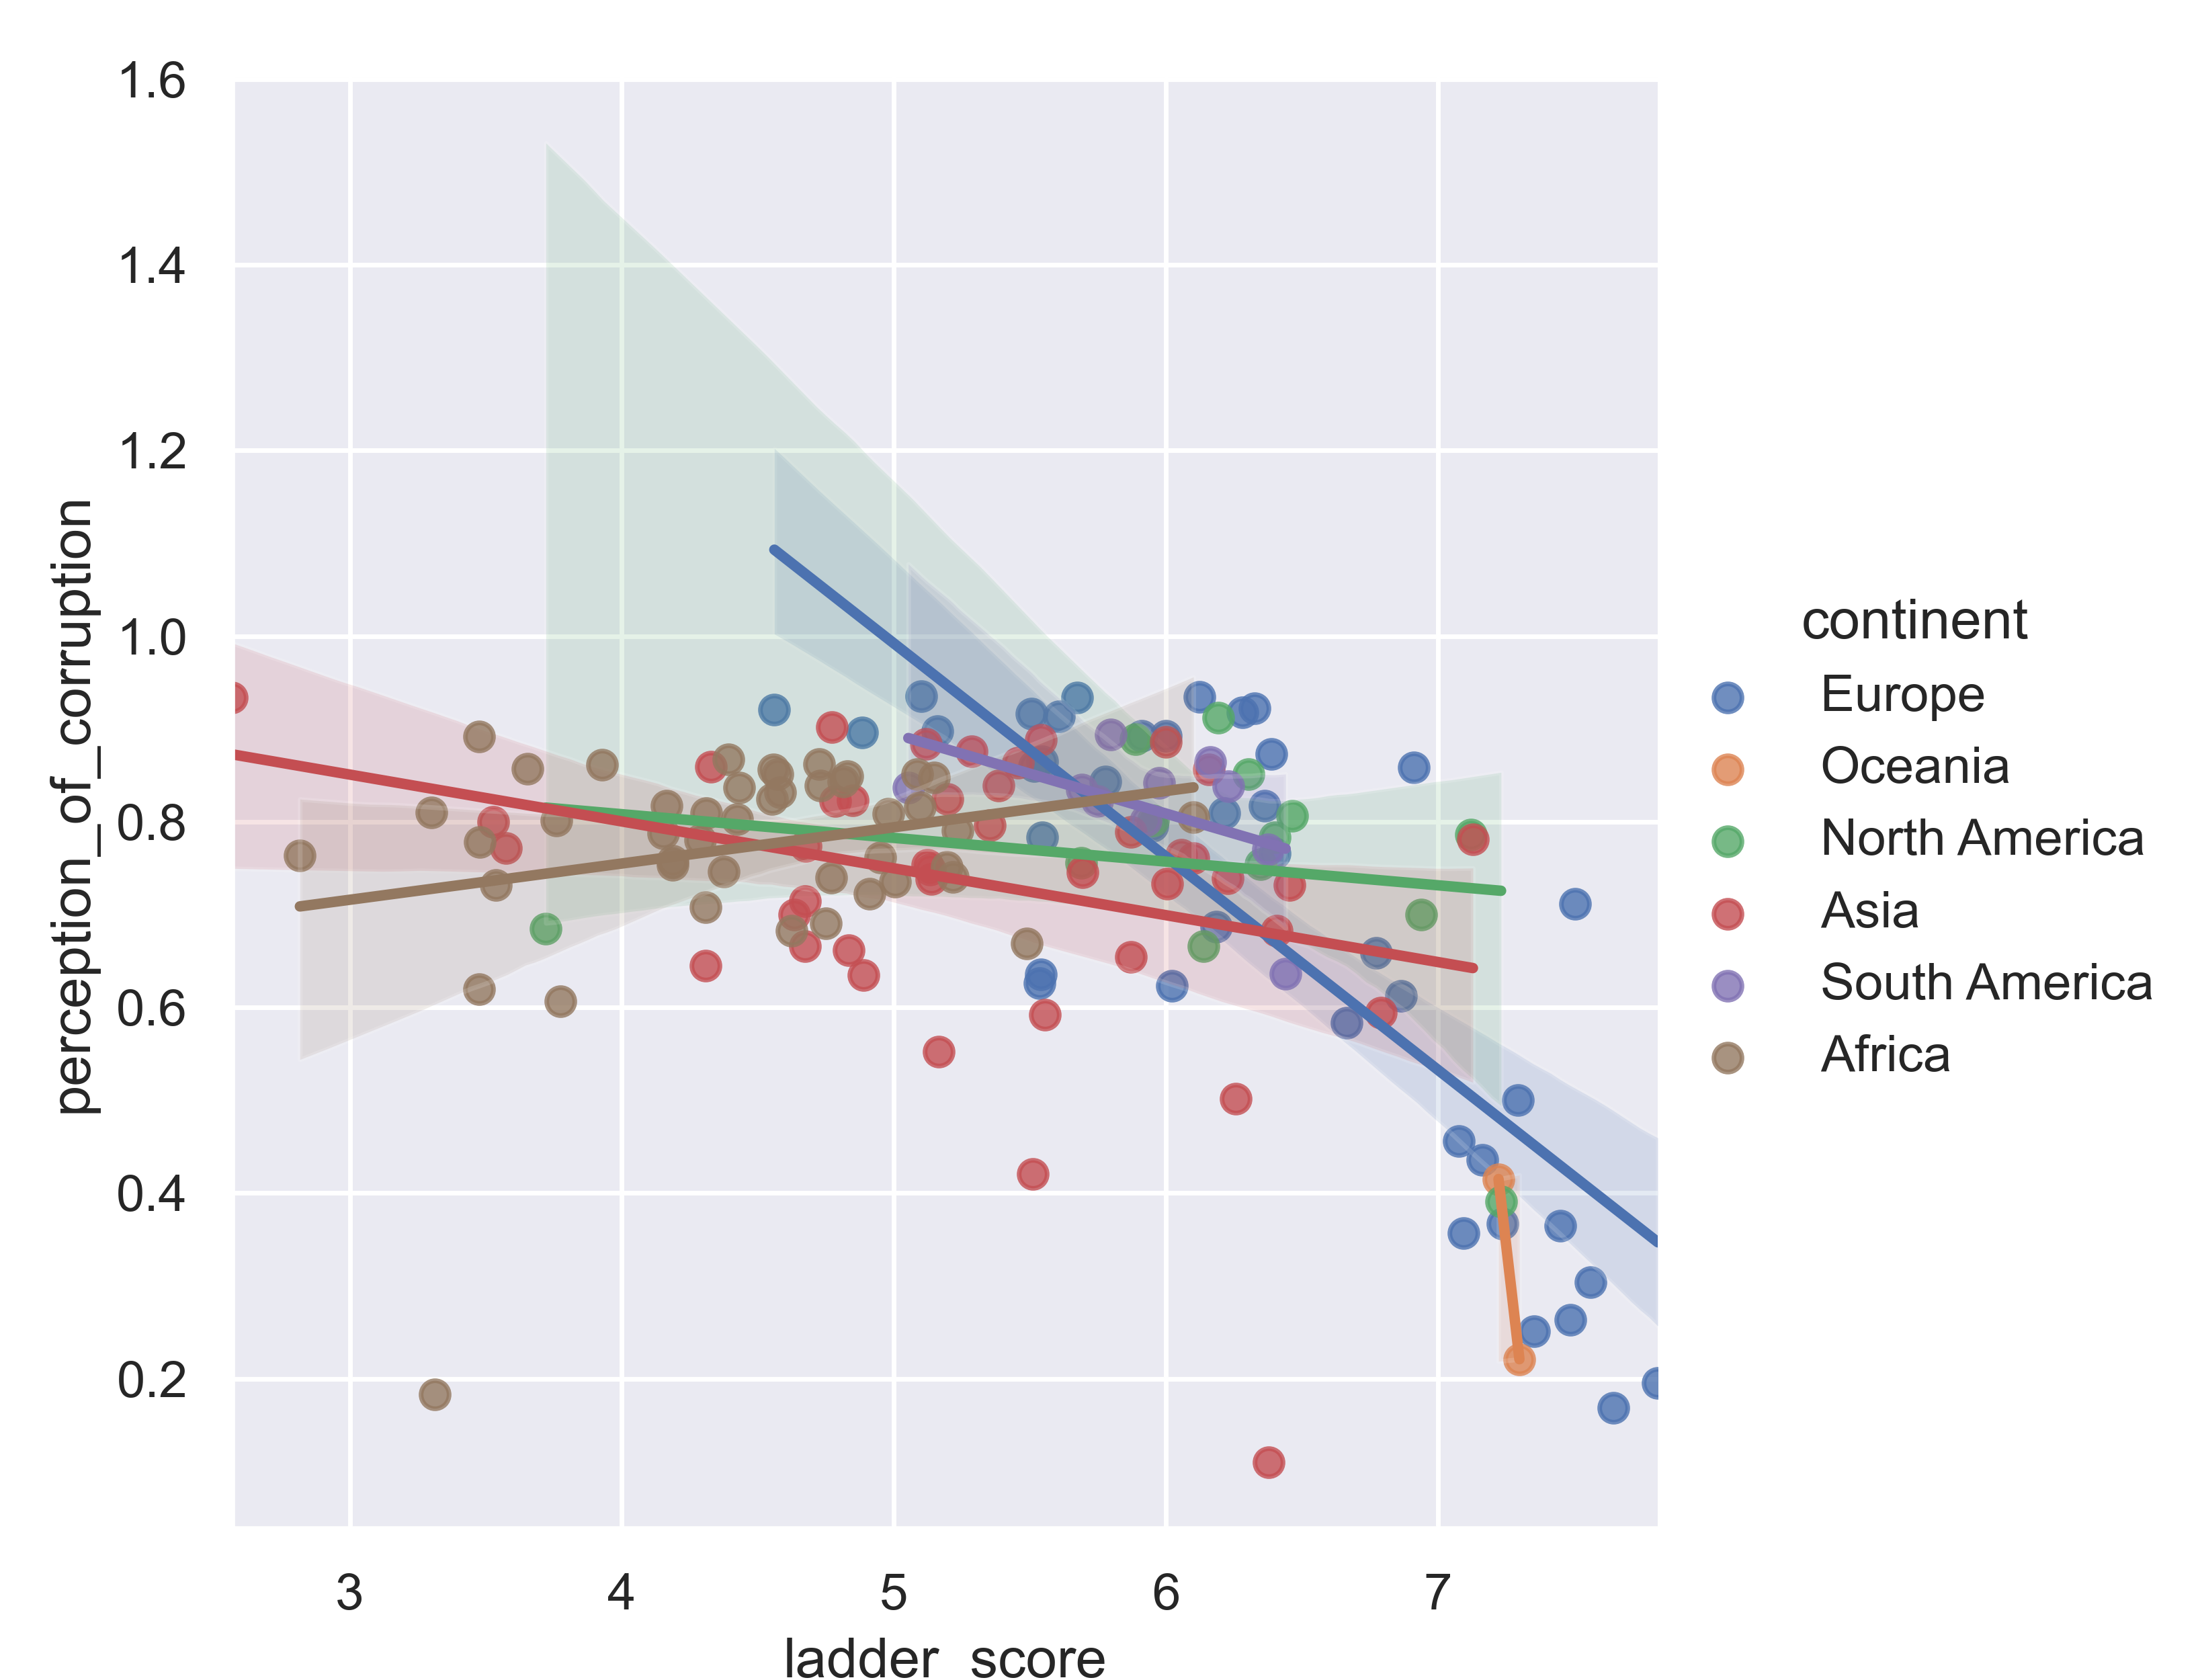 1.6
1.4
1.2
1.0
0.8
0.6
0.4
0.2
perception_of_corruption
3 4 5 6 7
ladder_score
continent
Europe
Oceania
North America
Asia
South America
Africa